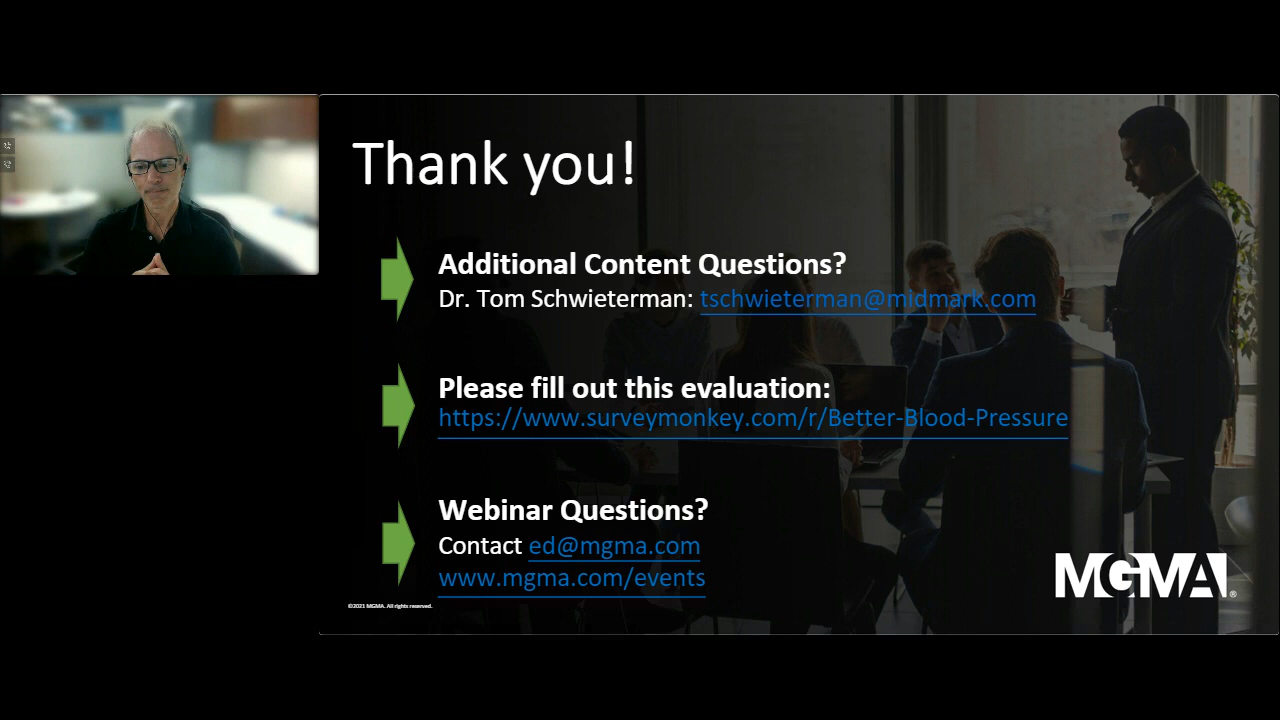 Thank you!
Additional Content Questions?
Dr. Tom Schwieterman: tschwieterman@midmark.com
Please fill out this evaluation:
https://www.surveymonkey.com/r/Better-Blood-Pressure
Webinar Questions?
Contact ed@mgma.com
www.mgma.com/events
©2021 MGMA. All rights reserved.
MGMA®